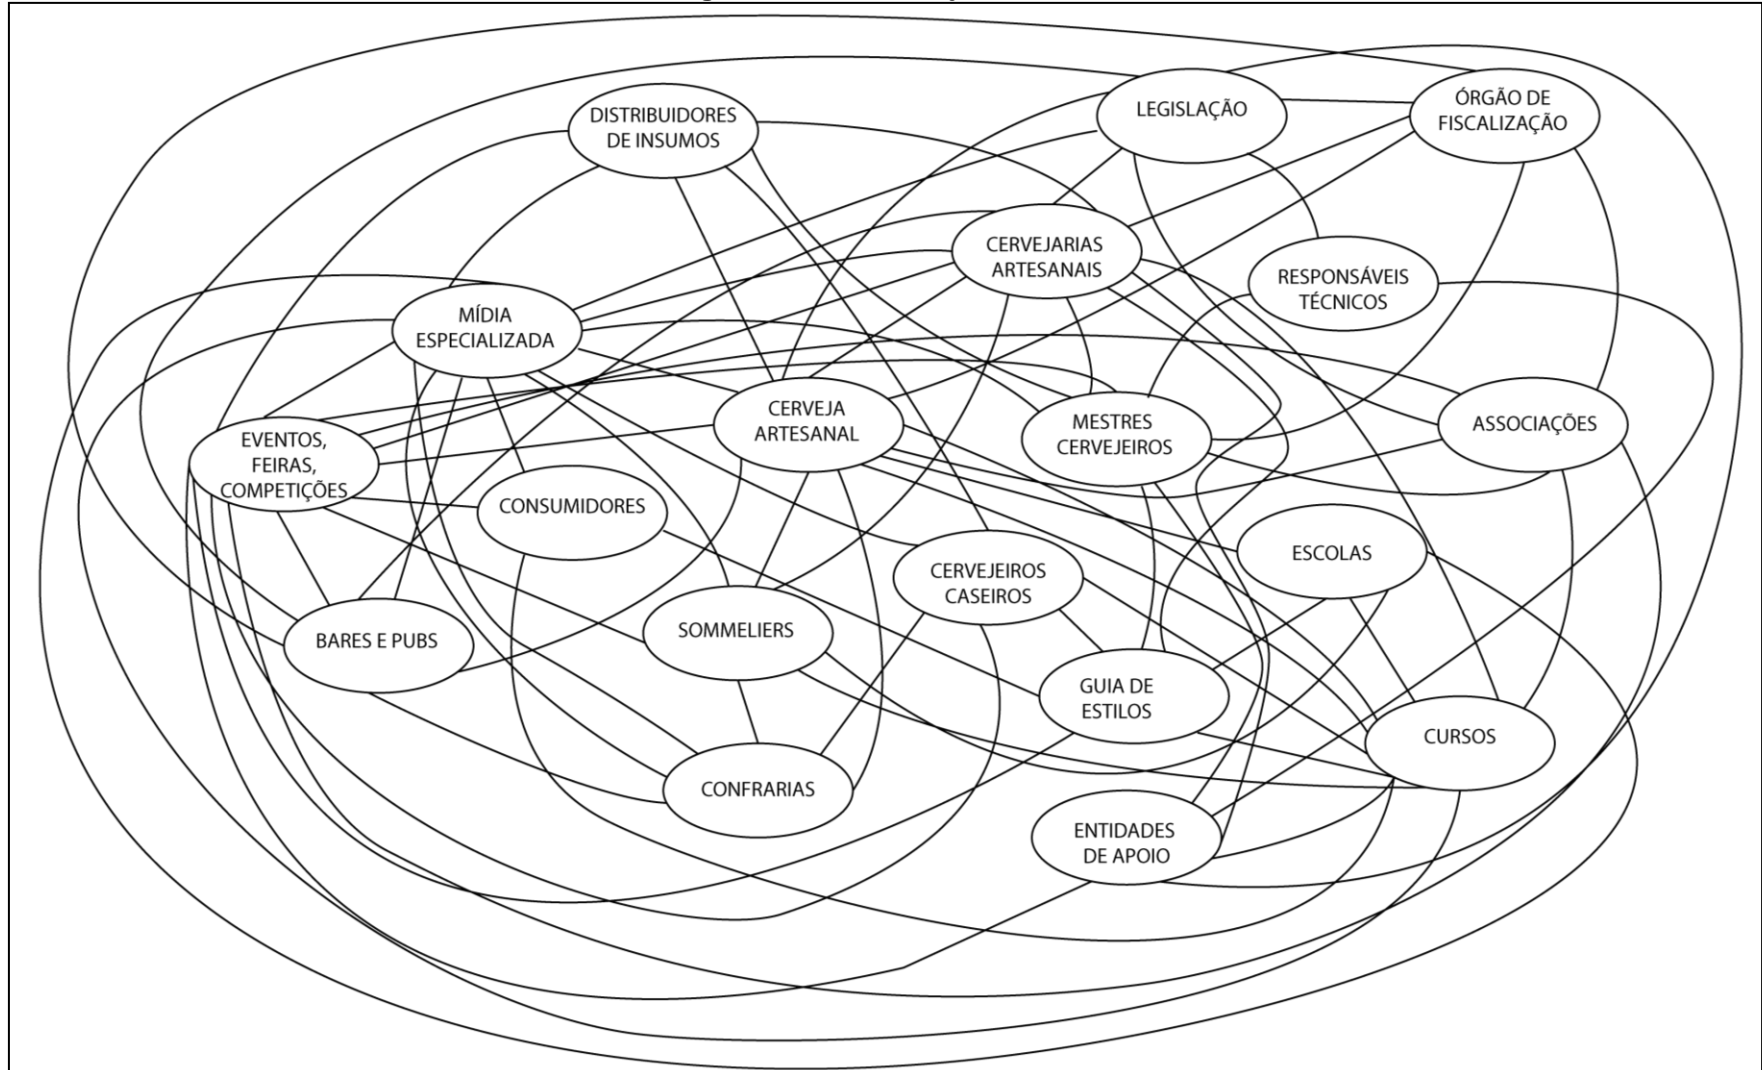 DISTRIBUIDORES
DE INSUMOS
LEGISLAÇÃO
ÓRGÃO DE
FISCALIZAÇÃO
CERVEJARIAS
ARTESANAIS
RESPONSÁVEIS
TÉCNICOS
MÍDIA
ESPECIALIZADA
CERVEJA
ARTESANAL
MESTRES
CERVEJEIROS
ASSOCIAÇÕES
EVENTOS,
FEIRAS,
COMPETIÇÕES
CONSUMIDORES
ESCOLAS
CERVEJEIROS
CASEIROS
BARES E PUBS
SOMMELIERS
GUIA DE
ESTILOS
CURSOS
CONFRARIAS
ENTIDADES
DE APOIO